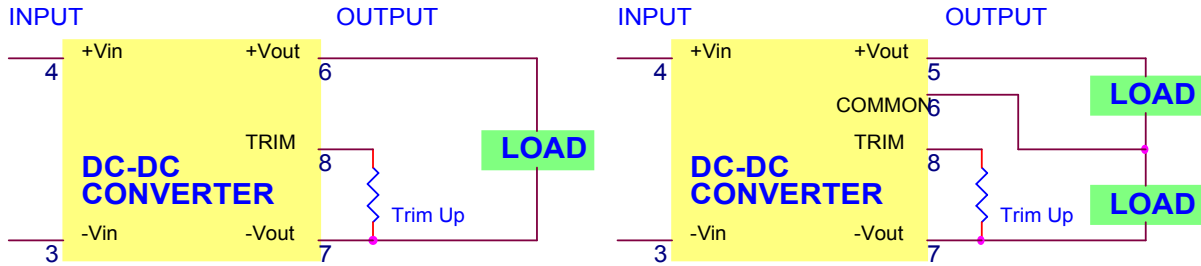 INPUT
OUTPUT
+Vin
+Vout
4
6
TRIM
8
LOAD
DC-DC
CONVERTER
Trim Up
-Vin
-Vout
3
7
INPUT
OUTPUT
+Vin
+Vout
4
5
LOAD
COMMON
6
TRIM
8
DC-DC
CONVERTER
LOAD
Trim Up
-Vin
-Vout
3
7